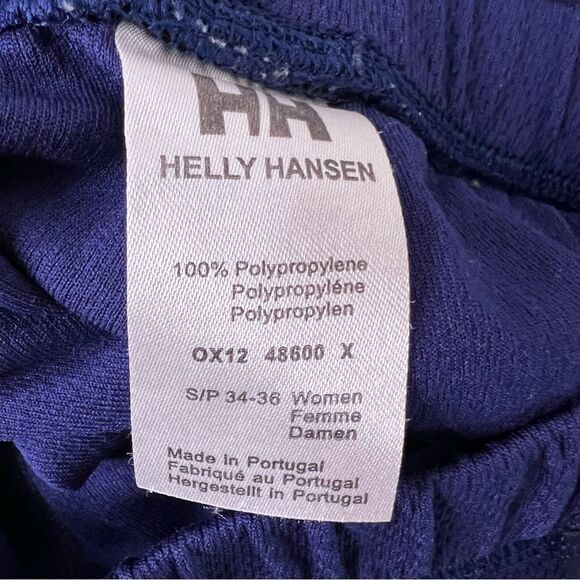 HH
HELLY HANSEN
100% Polypropylene
Polypropyléne
Polypropylen
OX12 48600 X
S/P 34-36 Women
Femme
Damen
Made in Portugal
Fabriqué au Portugal
Hergestellt in Portugal